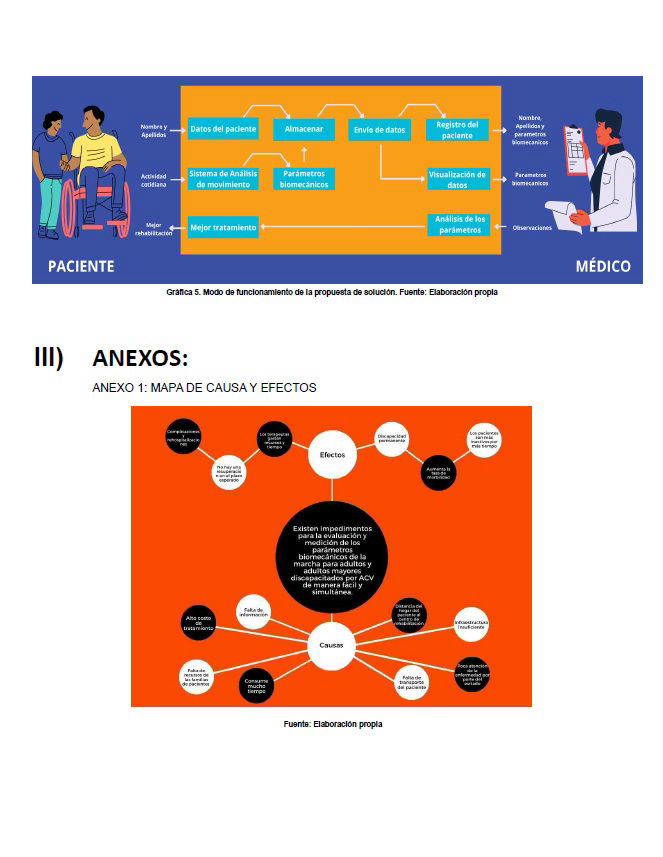 Nombre y
Apellidos
Datos del paciente
Almacenar
Envío de datos
Registro del
paciente
Nombre,
Apellidos y
parametros
biomecanicos
Actividad
cotidiana
Sistema de Análisis
de movimiento
Parámetros
biomecánicos
Visualización de
datos
Parametros
biomecanicos
Mejor
rehabilitación
Mejor tratamiento
Análisis de los
parámetros
Observaciones
PACIENTE
MÉDICO
Gráfica 5. Modo de funcionamiento de la propuesta de solución. Fuente: Elaboración propia
III) ANEXOS:
ANEXO 1: MAPA DE CAUSA Y EFECTOS
Complicaciones
y
rehospitalizacio
nes
No hay una
recuperació
n en el plazo
esperado
Los terapeutas
gastan
recursos y
tiempo
Efectos
Discapacidad
permanente
Aumenta la
tasa de
morbilidad
Los pacientes
son más
inactivos por
más tiempo
Existen impedimentos
para la evaluación y
medición de los
parámetros
biomecánicos de la
marcha para adultos y
adultos mayores
discapacitados por ACV
de manera fácil y
simultánea.
Alto costo
de
tratamiento
Falta de
información
Distancia del
hogar del
paciente al
centro de
rehabilitación
Infraestructura
insuficiente
Causas
Falta de
recursos de
las familias
de pacientes
Consume
mucho
tiempo
Falta de
transporte
del paciente
Poca atención
de la
enfermedad por
parte del
estado
Fuente: Elaboración propia